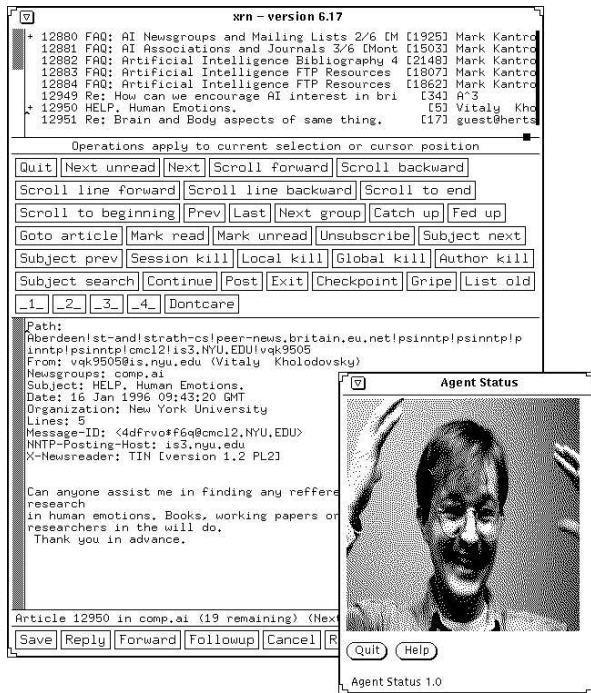 xrn – version 6.17
+ 12880 FAQ: AI Newsgroups and Mailing Lists 2/6 [M [1925] Mark Kantro
12881 FAQ: AI Associations and Journals 3/6 [Mont [1503] Mark Kantro
12882 FAQ: Artificial Intelligence Bibliography 4 [2148] Mark Kantro
12883 FAQ: Artificial Intelligence FTP Resources [1807] Mark Kantro
12884 FAQ: Artificial Intelligence FTP Resources [1862] Mark Kantro
12949 Re: How can we encourage AI interest in bri [34] A^3
+ 12950 HELP. Human Emotions. [5] Vitaly Kho
12951 Re: Brain and Body aspects of same thing. [17] guest@herts
Operations apply to current selection or cursor position
Quit Next unread Next Scroll forward Scroll backward
Scroll line forward Scroll line backward Scroll to end
Scroll to beginning Prev Last Next group Catch up Fed up
Goto article Mark read Mark unread Unsubscribe Subject next
Subject prev Session kill Local kill Global kill Author kill
Subject search Continue Post Exit Checkpoint Gripe List old
_1_ _2_ _3_ _4_ Dontcare
Path:
Aberdeen!st-and!strath-cs!peer-news.britain.eu.net!psinntp!psinntp!p
inntp!psinntp!cmcl2!is3.NYU.EDU!vqk9505
From: vqk9505@is.nyu.edu (Vitaly Kholodovsky)
Newsgroups: comp.ai
Subject: HELP. Human Emotions.
Date: 16 Jan 1996 09:43:20 GMT
Organization: New York University
Lines: 5
Message-ID: <4dfrvo$f6q@cmcl2.NYU.EDU>
NNTP-Posting-Host: is3.nyu.edu
X-Newsreader: TIN [version 1.2 PL2]
Can anyone assist me in finding any reffere
research
in human emotions. Books, working papers or
researchers in the will do.
Thank you in advance.
Article 12950 in comp.ai (19 remaining) (Nex
Save Reply Forward Followup Cancel R
Agent Status
Quit Help
Agent Status 1.0